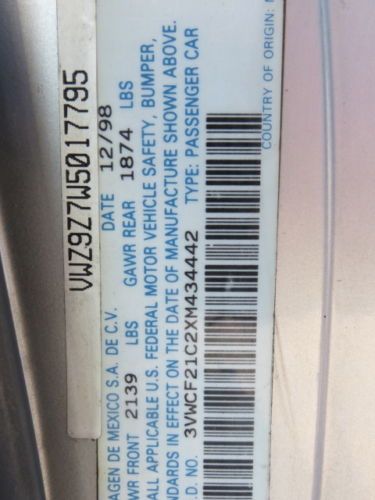 VWZ9Z7W5017795
AGEN DE MEXICO S.A. DE C.V. DATE 12/98
WR FRONT 2139 LBS GAWR REAR 1874 LBS
ALL APPLICABLE U.S. FEDERAL MOTOR VEHICLE SAFETY, BUMPER,
NDARDS IN EFFECT ON THE DATE OF MANUFACTURE SHOWN ABOVE.
.D. NO. 3VWCF21C2XM434442 TYPE: PASSENGER CAR
COUNTRY OF ORIGIN: